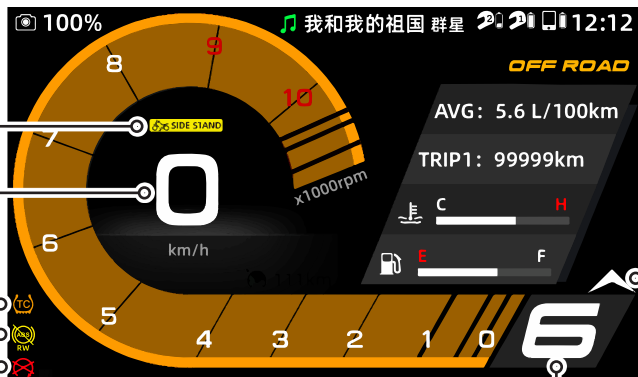 100% 我和我的祖国 群星 2 1 12:12
OFF ROAD
AVG: 5.6 L/100km
TRIP1: 99999km
C H
E F
SIDE STAND
0
km/h
x1000rpm
10
9
8
7
6
5
4 3 2 1 0
6
TC
ABS
RW